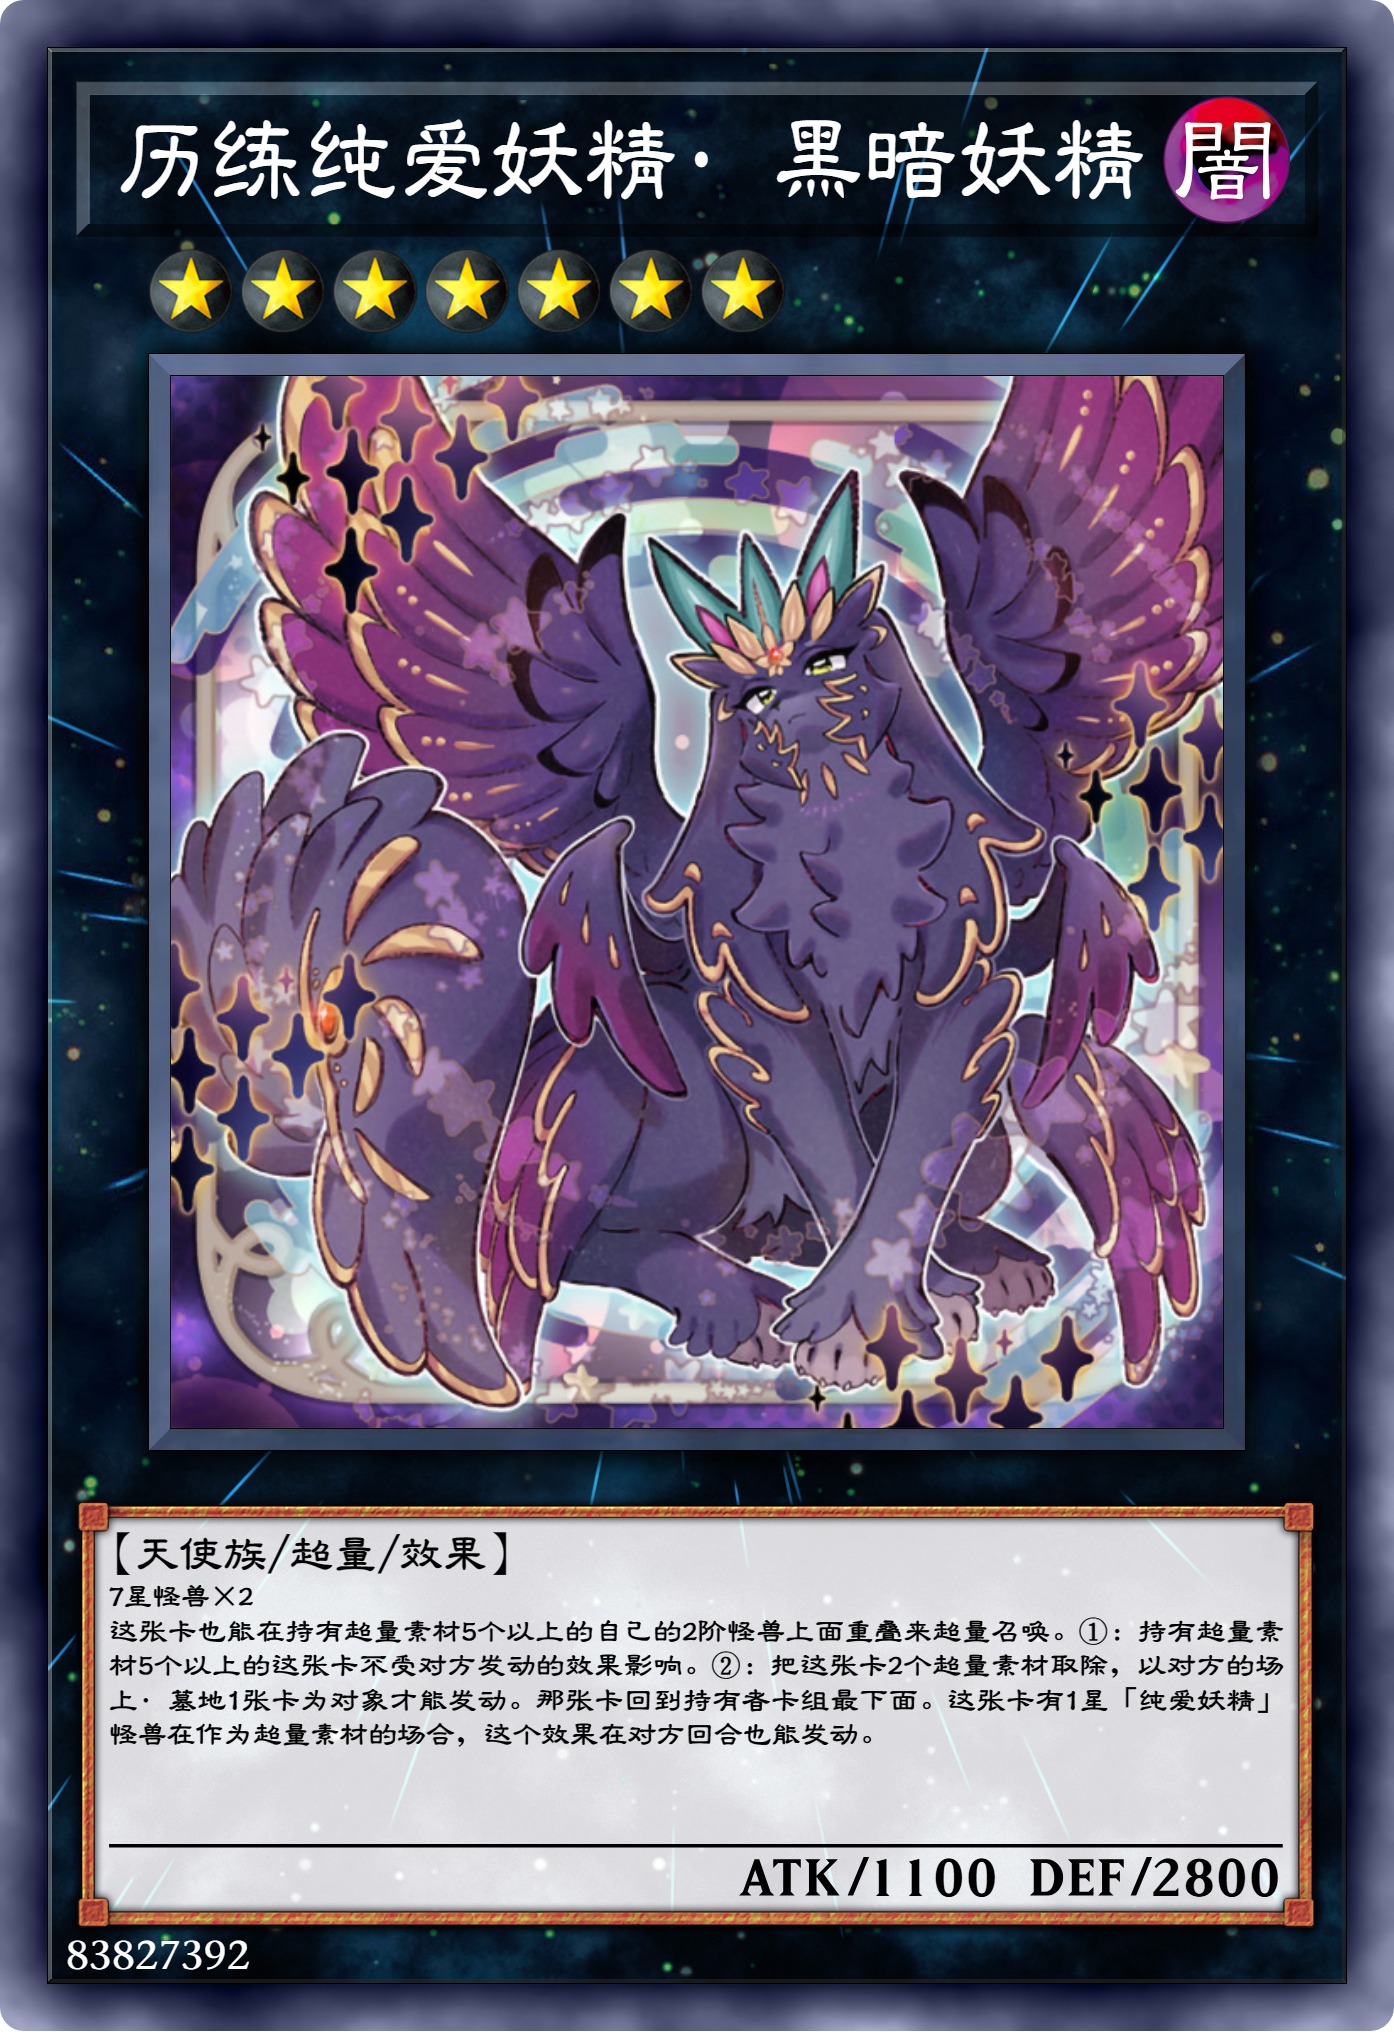 历练纯爱妖精·黑暗妖精 闇
【天使族/超量/效果】
7星怪兽×2
这张卡也能在持有超量素材5个以上的自己的2阶怪兽上面重叠来超量召唤。①：持有超量素
材5个以上的这张卡不受对方发动的效果影响。②：把这张卡2个超量素材取除，以对方的场
上·墓地1张卡为对象才能发动。那张卡回到持有者卡组最下面。这张卡有1星「纯爱妖精」
怪兽在作为超量素材的场合，这个效果在对方回合也能发动。
ATK/1100 DEF/2800
83827392